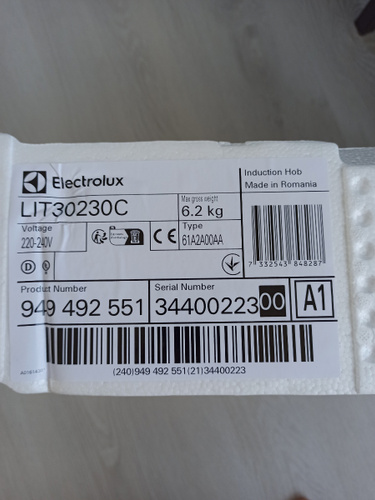 Electrolux
Induction Hob
Made in Romania
LIT30230C
Max gross weight
6.2 kg
Voltage
220-240V
CE
Type
61A2A00AA
D
7 332543 848287
Product Number
949 492 551
Serial Number
3440022300
A1
(240)949 492 551(21)34400223